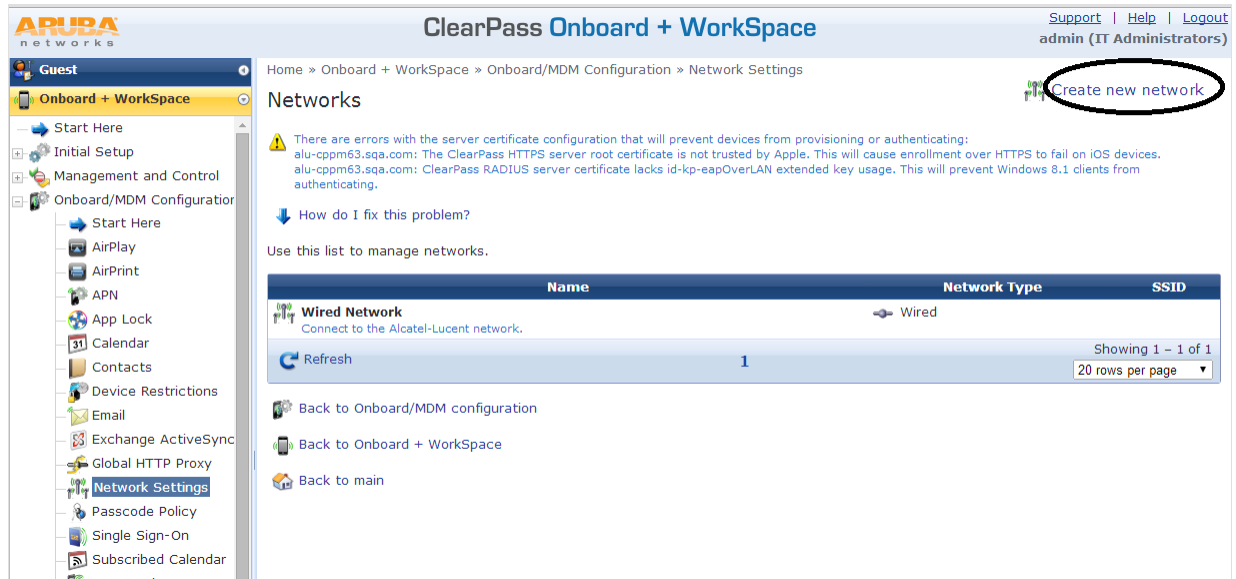 ARUBA
networks
ClearPass Onboard + WorkSpace
Support | Help | Logout
admin (IT Administrators)
Guest
Onboard + WorkSpace
Start Here
Initial Setup
Management and Control
Onboard/MDM Configuration
Start Here
AirPlay
AirPrint
APN
App Lock
31
Calendar
Contacts
Device Restrictions
Email
Exchange ActiveSync
Global HTTP Proxy
Network Settings
Passcode Policy
Single Sign-On
Subscribed Calendar
Home » Onboard + WorkSpace » Onboard/MDM Configuration » Network Settings
Networks
Create new network
There are errors with the server certificate configuration that will prevent devices from provisioning or authenticating:
alu-cppm63.sqa.com: The ClearPass HTTPS server root certificate is not trusted by Apple. This will cause enrollment over HTTPS to fail on iOS devices.
alu-cppm63.sqa.com: ClearPass RADIUS server certificate lacks id-kp-eapOverLAN extended key usage. This will prevent Windows 8.1 clients from
authenticating.
How do I fix this problem?
Use this list to manage networks.
Name Network Type SSID
Wired Network Wired
Connect to the Alcatel-Lucent network.
Refresh 1 Showing 1 – 1 of 1
20 rows per page
Back to Onboard/MDM configuration
Back to Onboard + WorkSpace
Back to main